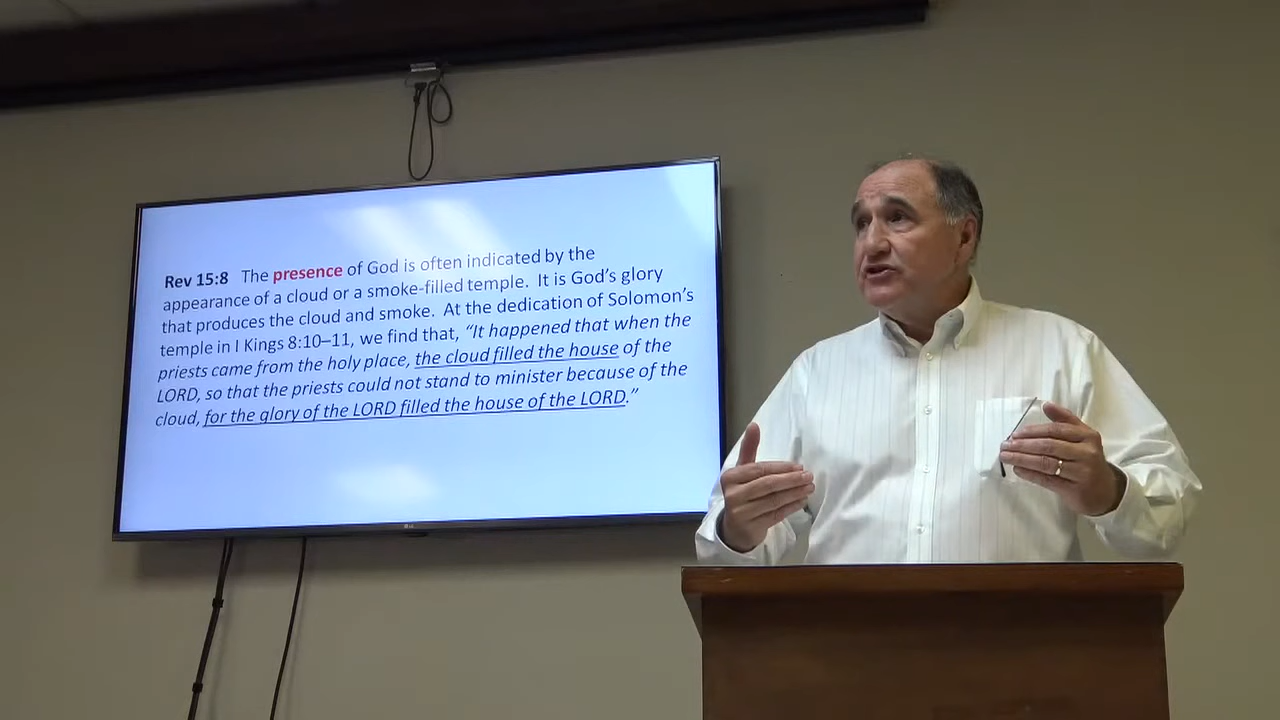 Rev 15:8 The presence of God is often indicated by the
appearance of a cloud or a smoke-filled temple. It is God’s glory
that produces the cloud and smoke. At the dedication of Solomon’s
temple in I Kings 8:10–11, we find that, “It happened that when the
priests came from the holy place, the cloud filled the house of the
LORD, so that the priests could not stand to minister because of the
cloud, for the glory of the LORD filled the house of the LORD.”
LG